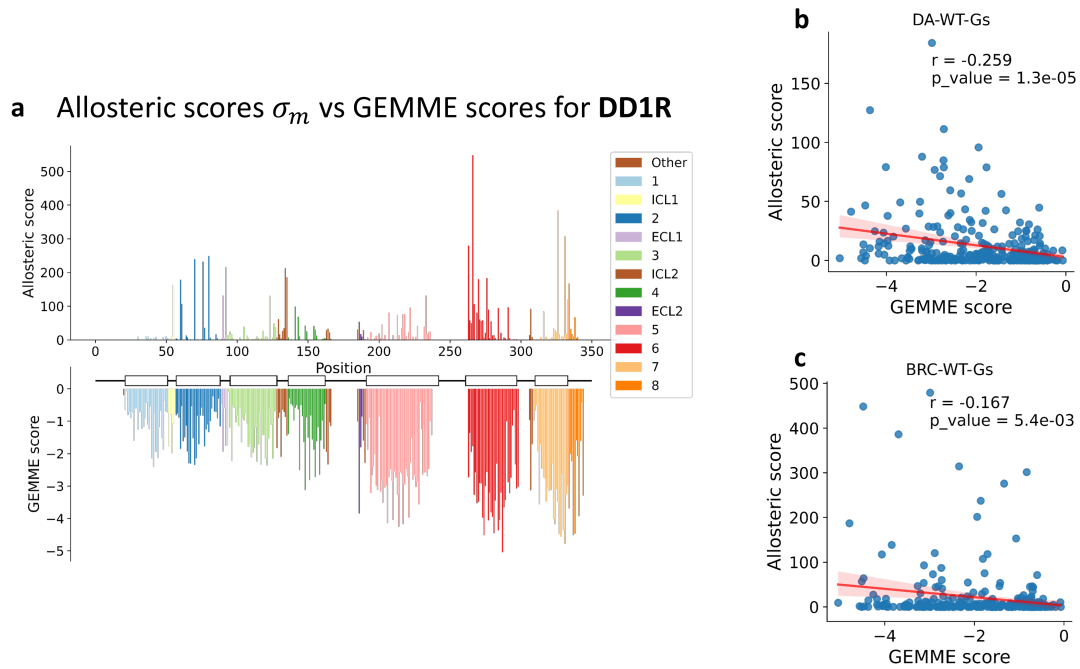 a Allosteric scores σm vs GEMME scores for DD1R
Allosteric score
500
400
300
200
100
0
0 50 100 150 200 250 300 350
Position
Other
1
ICL1
2
ECL1
3
ICL2
4
ECL2
5
6
7
8
GEMME score
0
−1
−2
−3
−4
−5
b
DA-WT-Gs
r = -0.259
p_value = 1.3e-05
Allosteric score
150
100
50
0
−4 −2 0
GEMME score
c
BRC-WT-Gs
r = -0.167
p_value = 5.4e-03
Allosteric score
500
400
300
200
100
0
−4 −2 0
GEMME score